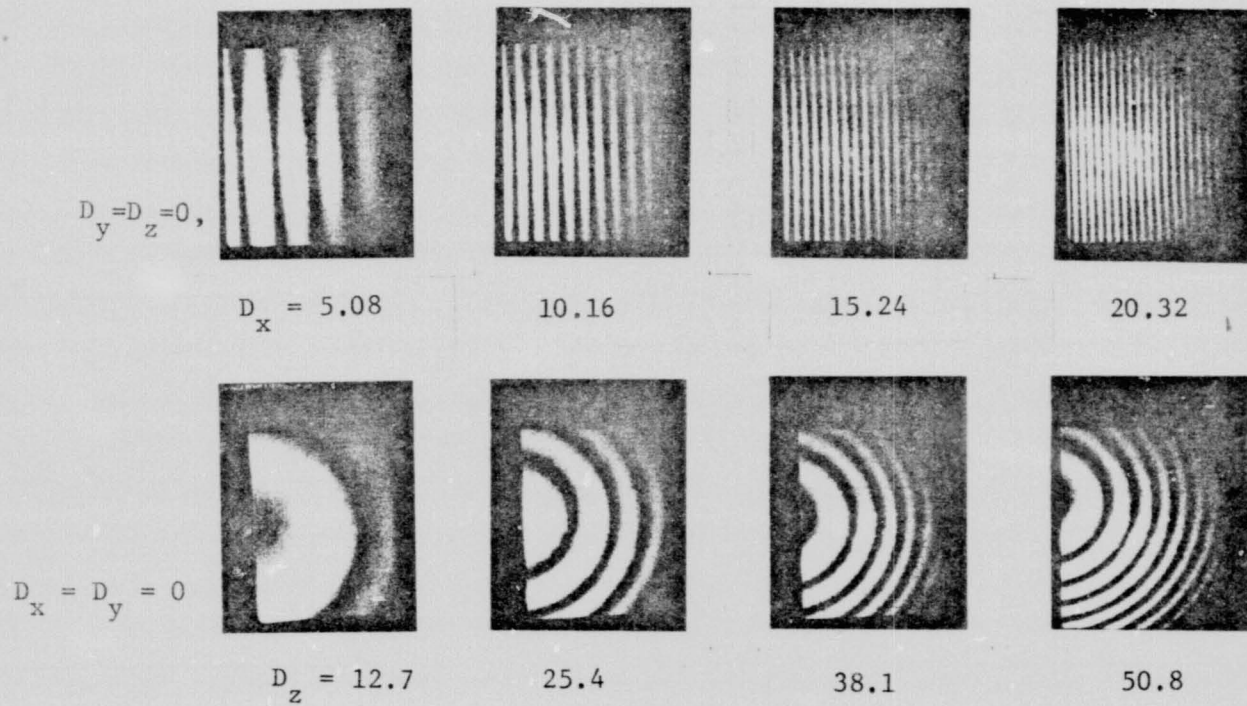 D_y=D_z=0,
D_x = 5.08 10.16 15.24 20.32
D_x = D_y = 0
D_z = 12.7 25.4 38.1 50.8